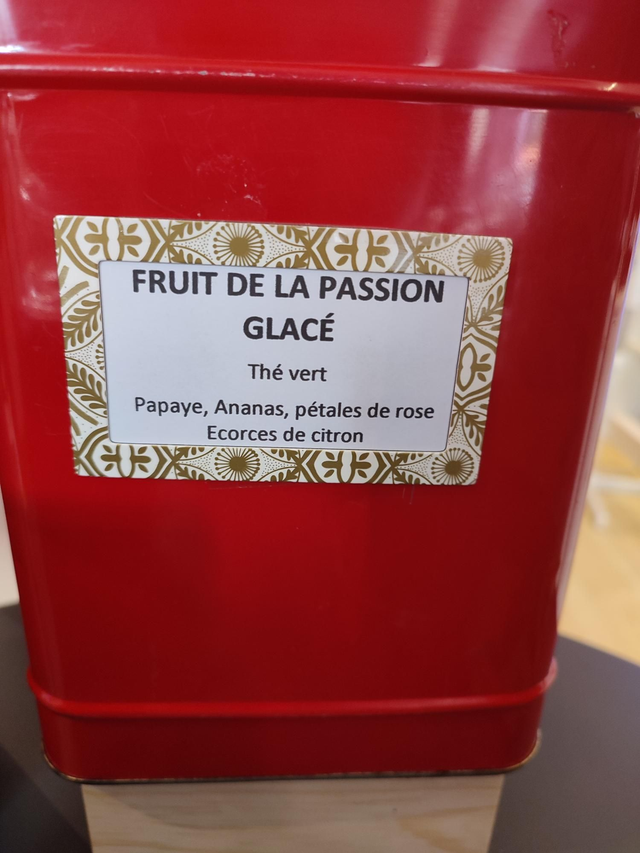 FRUIT DE LA PASSION
GLACÉ
Thé vert
Papaye, Ananas, pétales de rose
Ecorces de citron